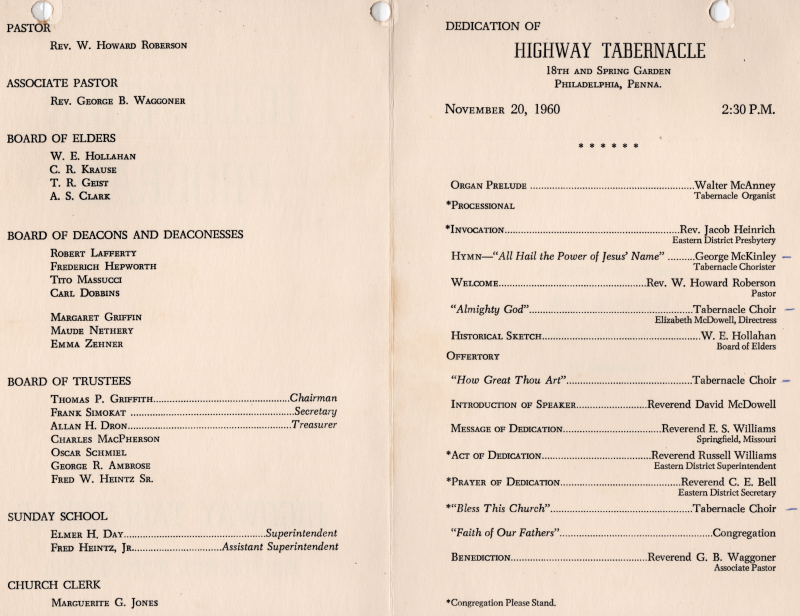 PASTOR
Rev. W. Howard Roberson
ASSOCIATE PASTOR
Rev. George B. Waggoner
BOARD OF ELDERS
W. E. Hollahan
C. R. Krause
T. R. Geist
A. S. Clark
BOARD OF DEACONS AND DEACONESSES
Robert Lafferty
Frederich Hepworth
Tito Massucci
Carl Dobbins
Margaret Griffin
Maude Nethery
Emma Zehner
BOARD OF TRUSTEES
Thomas P. Griffith..............................Chairman
Frank Simokat ..............................Secretary
Allan H. Dron..............................Treasurer
Charles MacPherson
Oscar Schmiel
George R. Ambrose
Fred W. Heintz Sr.
SUNDAY SCHOOL
Elmer H. Day..............................Superintendent
Fred Heintz, Jr.....................Assistant Superintendent
CHURCH CLERK
Marguerite G. Jones
DEDICATION OF
HIGHWAY TABERNACLE
18th and Spring Garden
Philadelphia, Penna.
November 20, 1960 2:30 P.M.
* * * * * *
Organ Prelude ..............................Walter McAnney
Tabernacle Organist
*Processional
*Invocation..............................Rev. Jacob Heinrich
Eastern District Presbytery
Hymn—"All Hail the Power of Jesus' Name" ..........George McKinley
Tabernacle Chorister
Welcome..............................Rev. W. Howard Roberson
Pastor
"Almighty God"..............................Tabernacle Choir
Elizabeth McDowell, Directress
Historical Sketch..............................W. E. Hollahan
Board of Elders
Offertory
"How Great Thou Art"..............................Tabernacle Choir
Introduction of Speaker....................Reverend David McDowell
Message of Dedication..............................Reverend E. S. Williams
Springfield, Missouri
*Act of Dedication..............................Reverend Russell Williams
Eastern District Superintendent
*Prayer of Dedication..............................Reverend C. E. Bell
Eastern District Secretary
*"Bless This Church"..............................Tabernacle Choir
"Faith of Our Fathers"..............................Congregation
Benediction..............................Reverend G. B. Waggoner
Associate Pastor
*Congregation Please Stand.